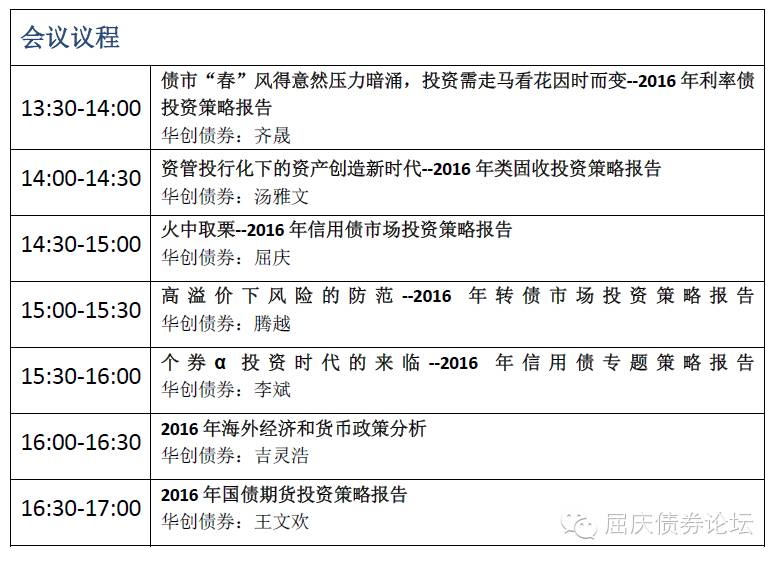 会议议程
13:30-14:00
债市“春”风得意然压力暗涌，投资需走马看花因时而变--2016 年利率债
投资策略报告
华创债券：齐晟
14:00-14:30
资管投行化下的资产创造新时代--2016 年类固收投资策略报告
华创债券：汤雅文
14:30-15:00
火中取栗--2016 年信用债市场投资策略报告
华创债券：屈庆
15:00-15:30
高溢价下风险的防范--2016 年转债市场投资策略报告
华创债券：腾越
15:30-16:00
个券α投资时代的来临--2016 年信用债专题策略报告
华创债券：李斌
16:00-16:30
2016 年海外经济和货币政策分析
华创债券：吉灵浩
16:30-17:00
2016 年国债期货投资策略报告
华创债券：王文欢
屈庆债券论坛